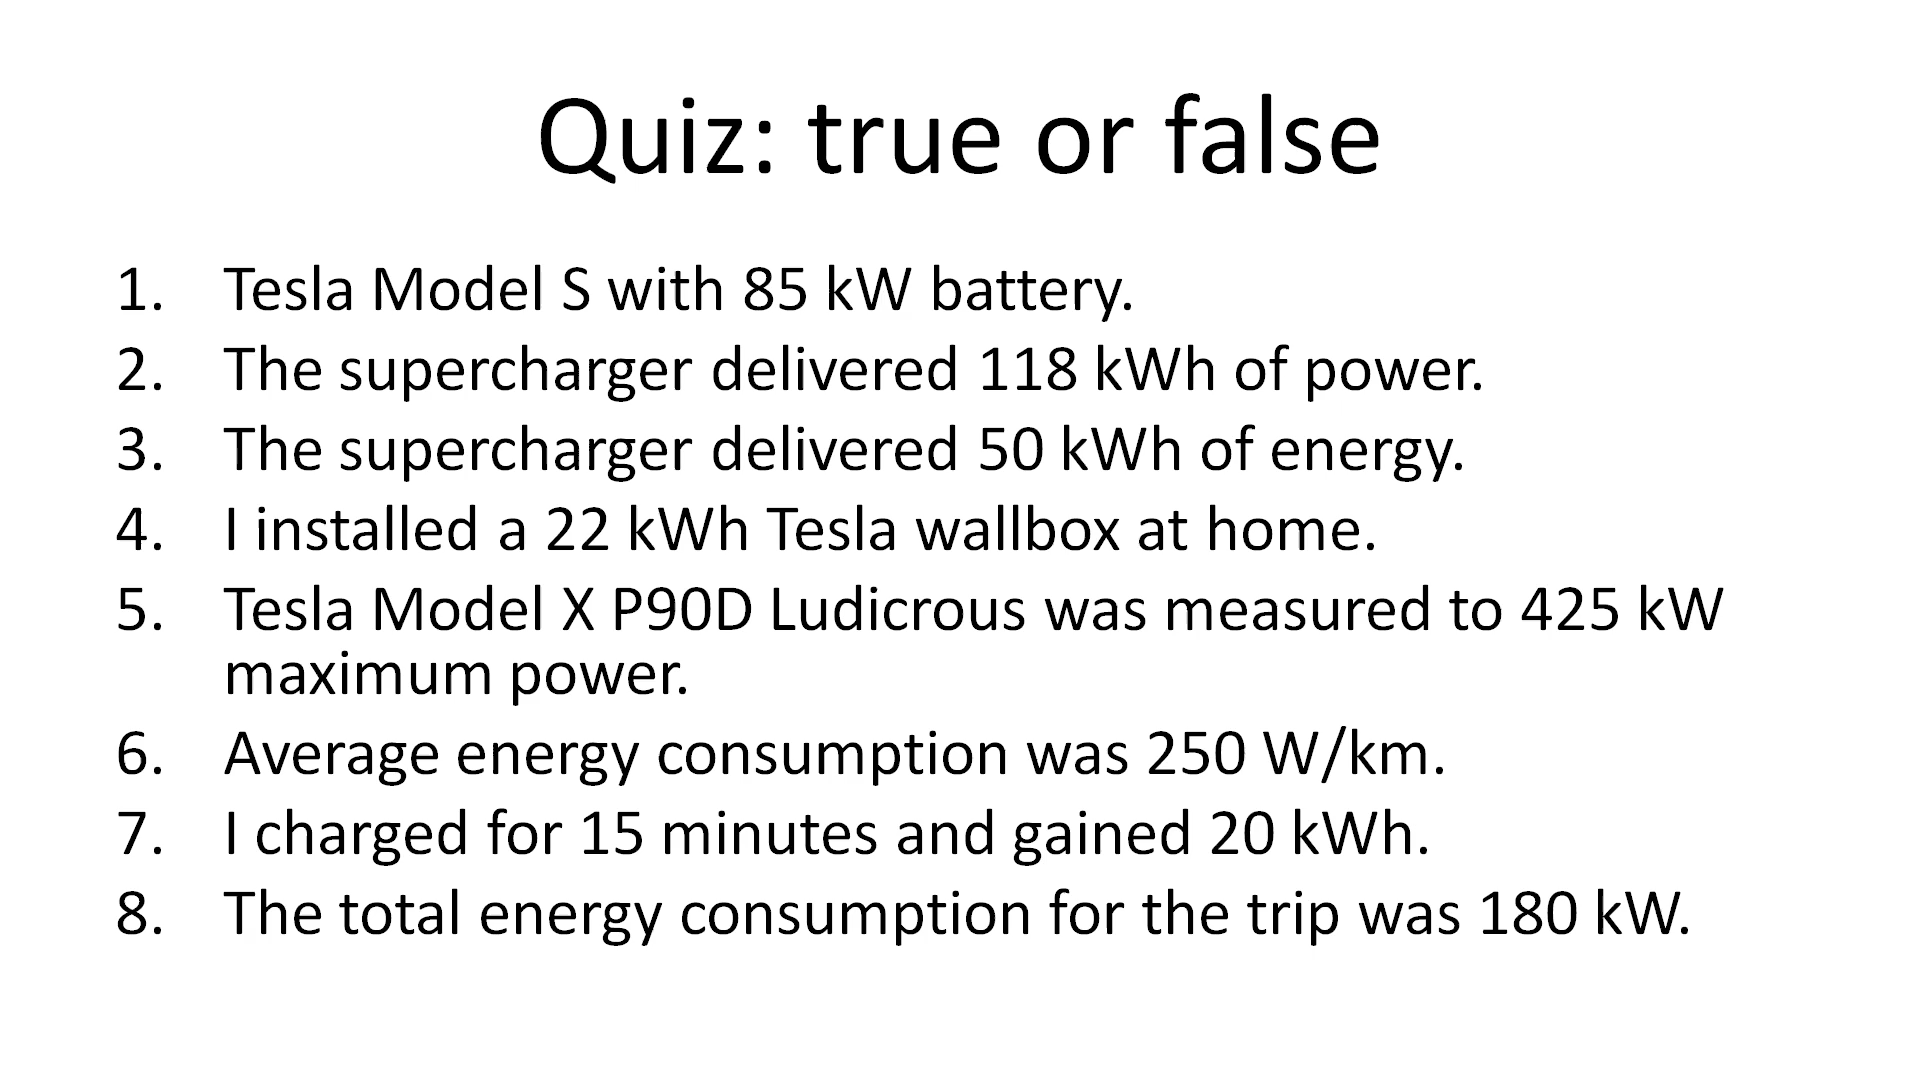 Quiz: true or false
1. Tesla Model S with 85 kW battery.
2. The supercharger delivered 118 kWh of power.
3. The supercharger delivered 50 kWh of energy.
4. I installed a 22 kWh Tesla wallbox at home.
5. Tesla Model X P90D Ludicrous was measured to 425 kW
maximum power.
6. Average energy consumption was 250 W/km.
7. I charged for 15 minutes and gained 20 kWh.
8. The total energy consumption for the trip was 180 kW.